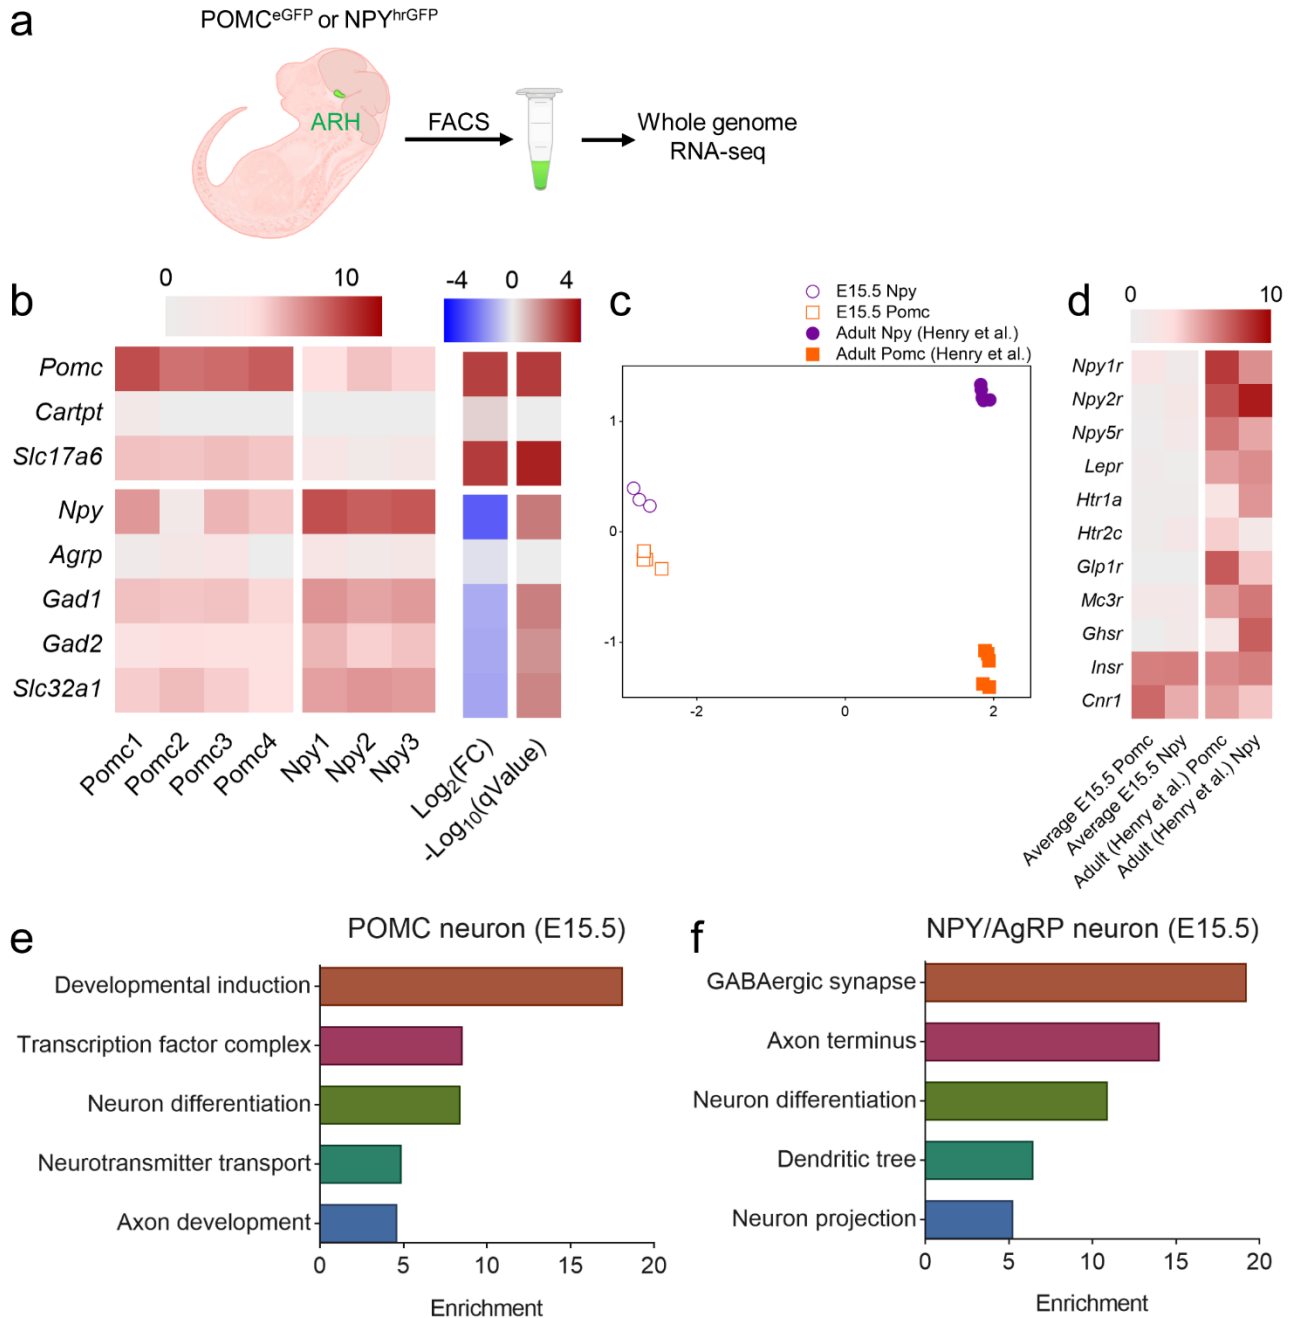 a
POMCeGFP or NPYhrGFP
ARH
FACS
Whole genome
RNA-seq
b
0 10
-4 0 4
Pomc
Cartpt
Slc17a6
Npy
Agrp
Gad1
Gad2
Slc32a1
Pomc1
Pomc2
Pomc3
Pomc4
Npy1
Npy2
Npy3
Log2(FC)
-Log10(qValue)
c
E15.5 Npy
E15.5 Pomc
Adult Npy (Henry et al.)
Adult Pomc (Henry et al.)
1
0
-1
-2 0 2
d
0 10
Npy1r
Npy2r
Npy5r
Lepr
Htr1a
Htr2c
Glp1r
Mc3r
Ghsr
Insr
Cnr1
Average E15.5 Pomc
Average E15.5 Npy
Adult (Henry et al.) Pomc
Adult (Henry et al.) Npy
e
POMC neuron (E15.5)
Developmental induction
Transcription factor complex
Neuron differentiation
Neurotransmitter transport
Axon development
0 5 10 15 20
Enrichment
f
NPY/AgRP neuron (E15.5)
GABAergic synapse
Axon terminus
Neuron differentiation
Dendritic tree
Neuron projection
0 5 10 15 20
Enrichment